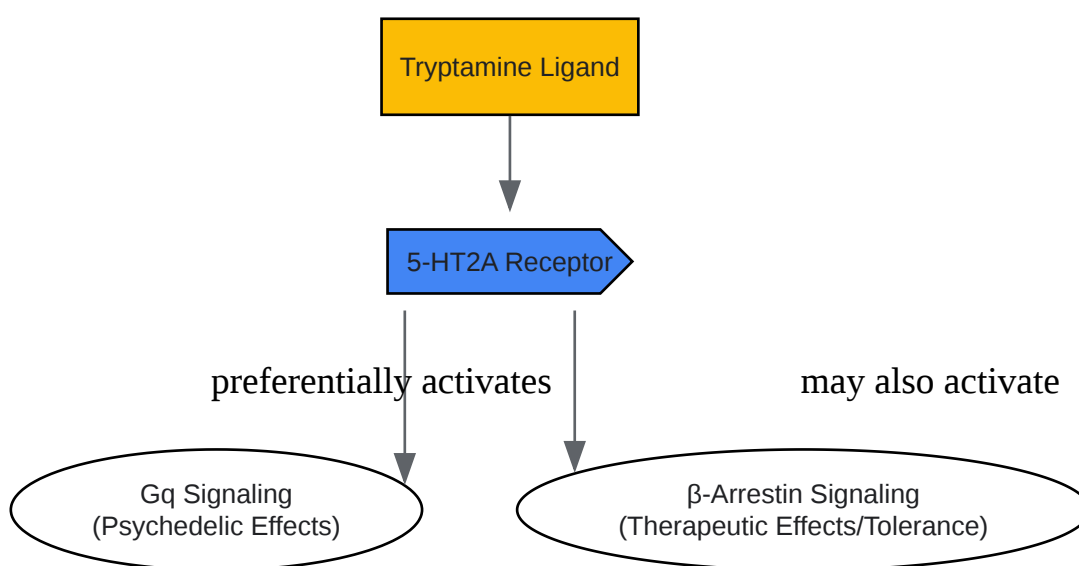 Tryptamine Ligand
5-HT2A Receptor
preferentially activates
may also activate
Gq Signaling
(Psychedelic Effects)
β-Arrestin Signaling
(Therapeutic Effects/Tolerance)